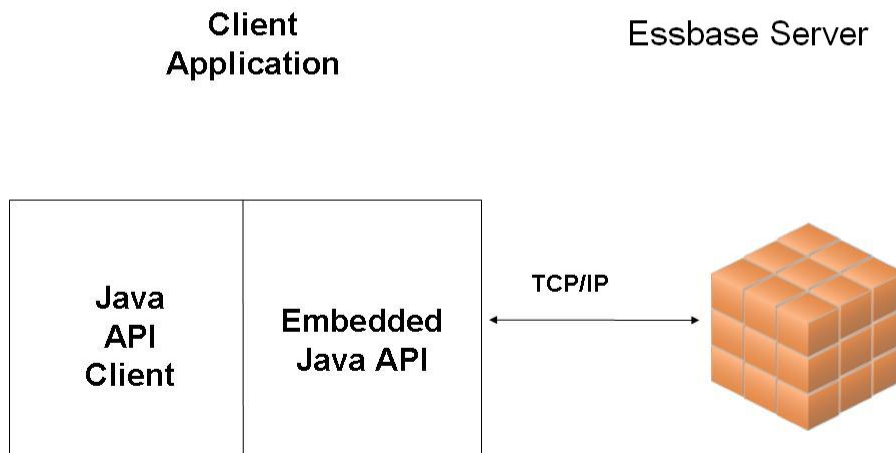 Client
Application
Essbase Server
Java
API
Client
Embedded
Java API
TCP/IP